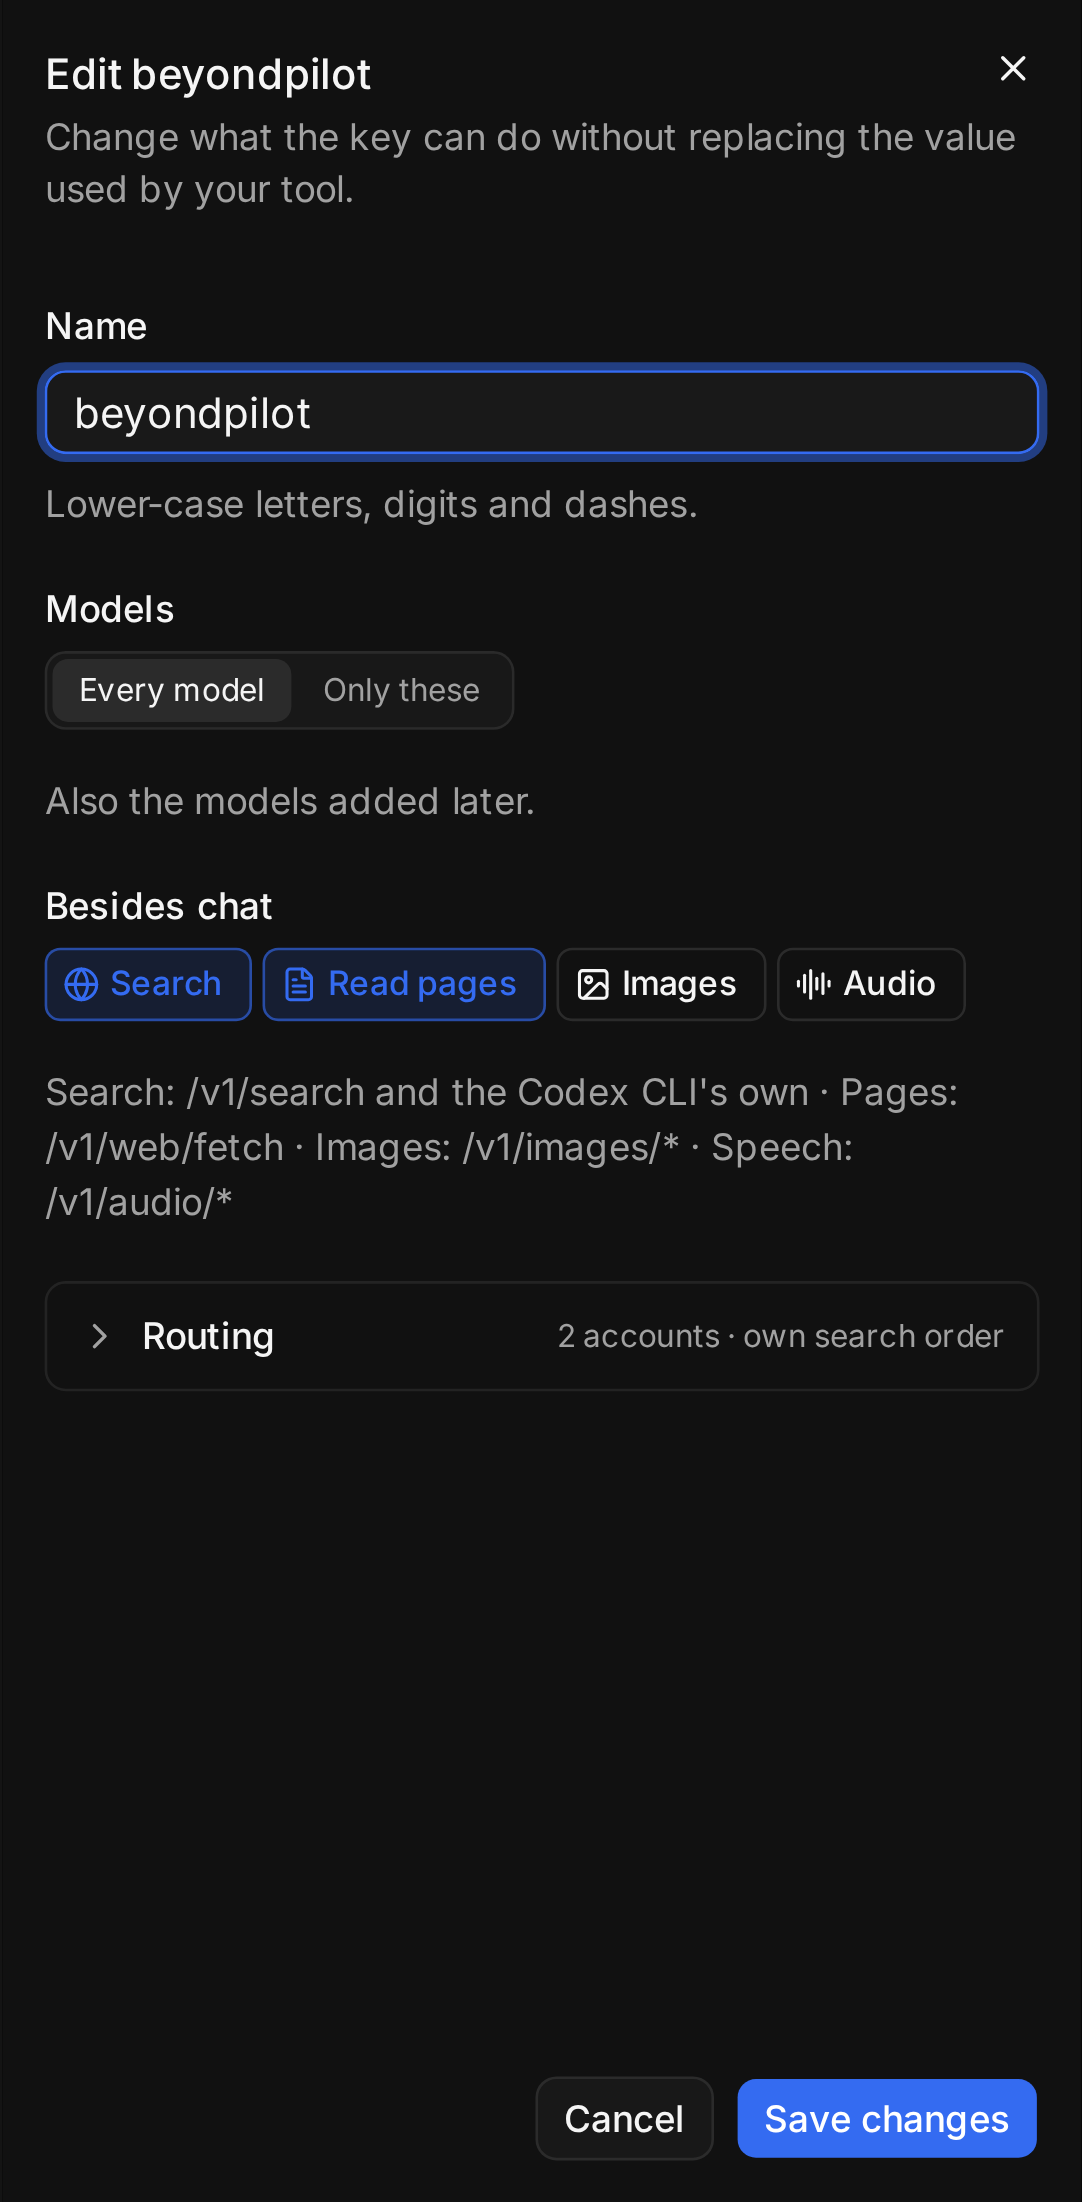 Edit beyondpilot
Change what the key can do without replacing the value
used by your tool.
Name
beyondpilot
Lower-case letters, digits and dashes.
Models
Every model
Only these
Also the models added later.
Besides chat
Search
Read pages
Images
Audio
Search: /v1/search and the Codex CLI's own · Pages:
/v1/web/fetch · Images: /v1/images/* · Speech:
/v1/audio/*
Routing
2 accounts · own search order
Cancel
Save changes